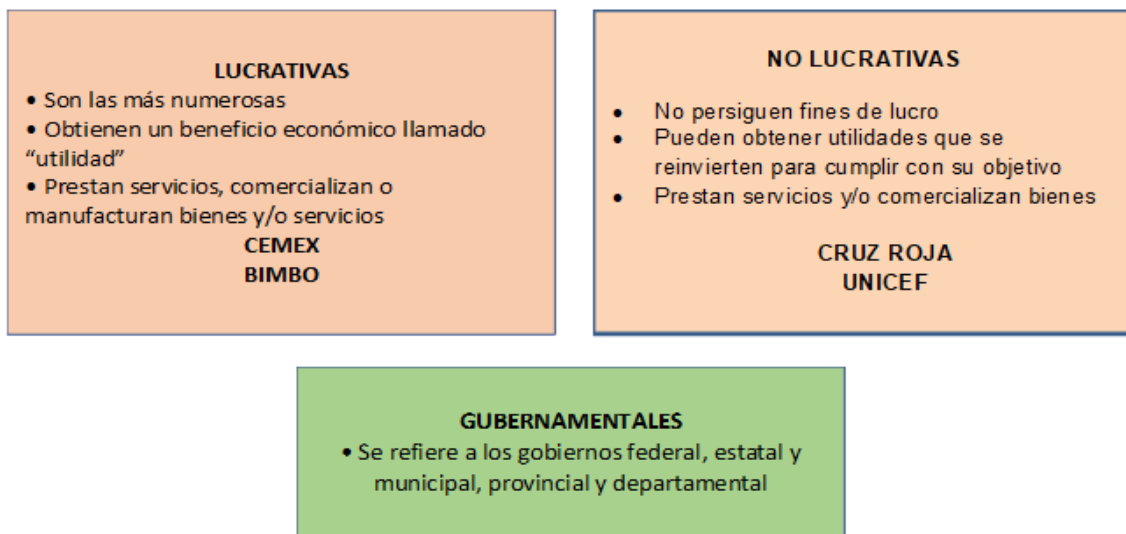 LUCRATIVAS
• Son las más numerosas
• Obtienen un beneficio económico llamado
“utilidad”
• Prestan servicios, comercializan o
manufacturan bienes y/o servicios
CEMEX
BIMBO
NO LUCRATIVAS
• No persiguen fines de lucro
• Pueden obtener utilidades que se
reinvierten para cumplir con su objetivo
• Prestan servicios y/o comercializan bienes
CRUZ ROJA
UNICEF
GUBERNAMENTALES
• Se refiere a los gobiernos federal, estatal y
municipal, provincial y departamental